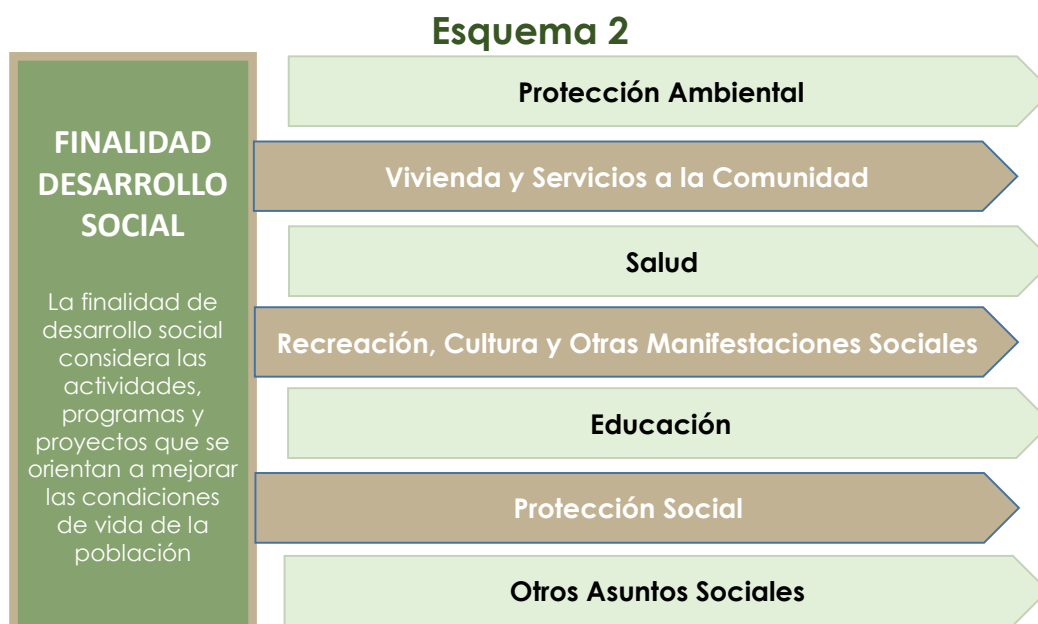 Esquema 2
FINALIDAD
DESARROLLO
SOCIAL
La finalidad de
desarrollo social
considera las
actividades,
programas y
proyectos que se
orientan a mejorar
las condiciones
de vida de la
población
Protección Ambiental
Vivienda y Servicios a la Comunidad
Salud
Recreación, Cultura y Otras Manifestaciones Sociales
Educación
Protección Social
Otros Asuntos Sociales